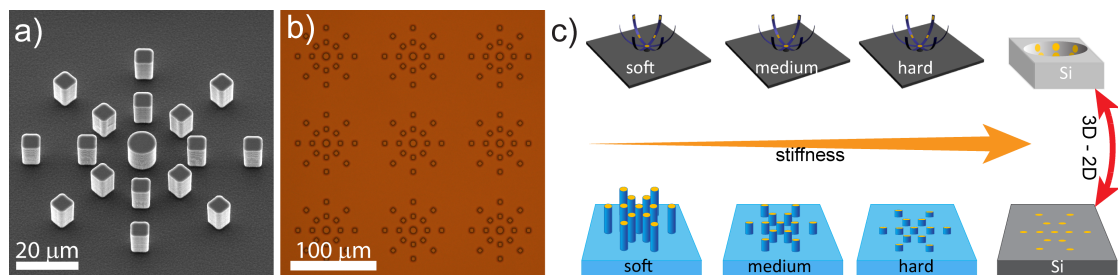 a)
20 μm
b)
100 μm
c)
soft
medium
hard
Si
stiffness
3D - 2D
soft
medium
hard
Si